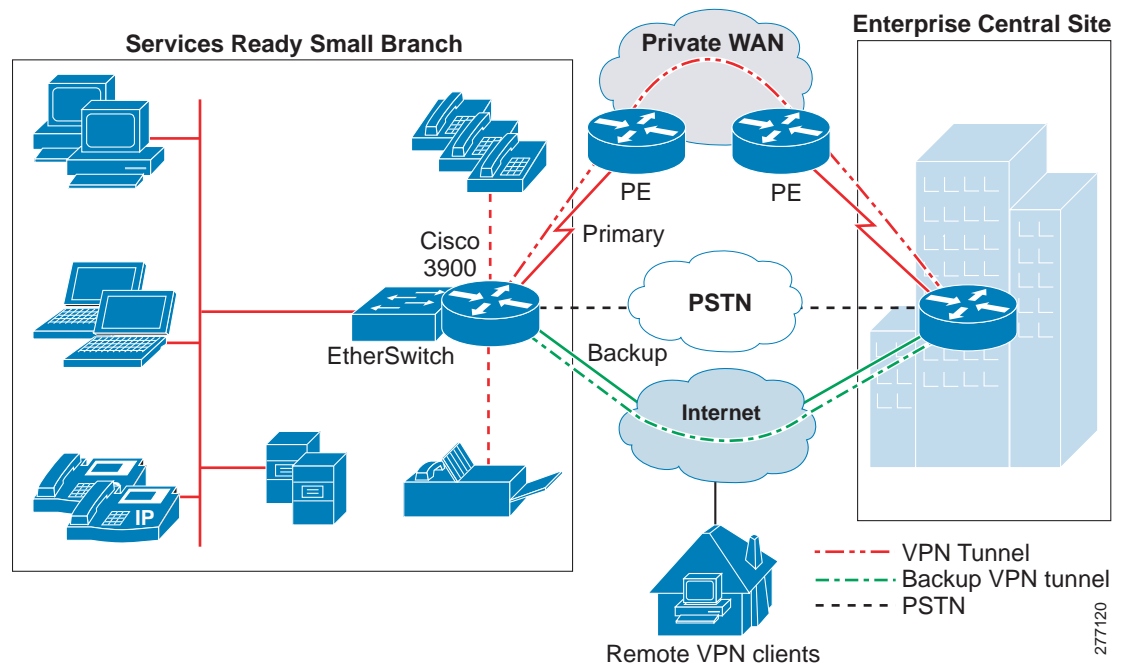 Services Ready Small Branch
Private WAN
Enterprise Central Site
PE
PE
Primary
Cisco
3900
PSTN
EtherSwitch
Backup
Internet
IP
VPN Tunnel
Backup VPN tunnel
PSTN
Remote VPN clients
277120